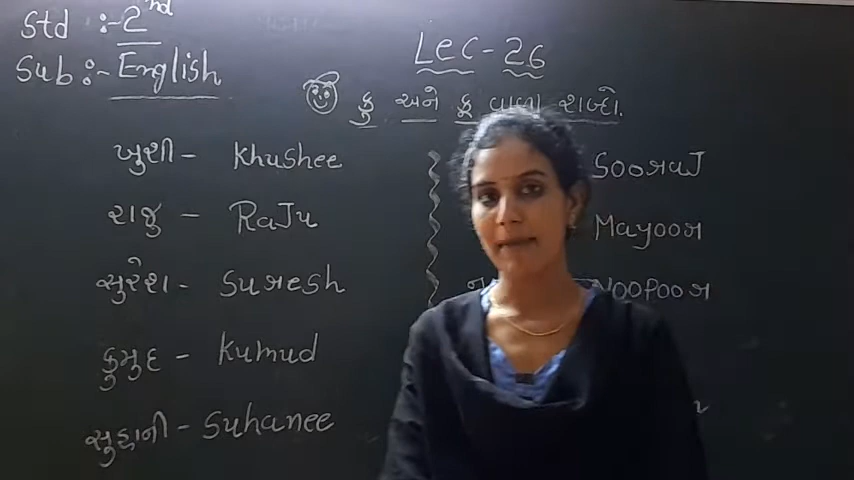 Std :- 2nd
Sub :- English
Lec - 26
કુ અને કૂ વાળા શબ્દો.
ખુશી - Khushee
રાજુ - Raju
સુરેશ - Suresh
કુમુદ - Kumud
સુહાની - Suhanee
Sooraj
Mayoor
Noopoor